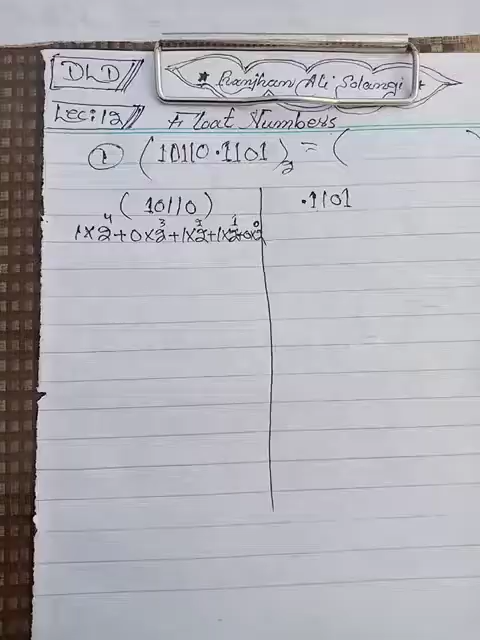 DLD
* Ranjhan Ali Solangi *
Lec:12
Float Numbers
① (10110.1101)₂ = (      )
(10110)
1×2⁴+0×2³+1×2²+1×2¹+0×2⁰
.1101